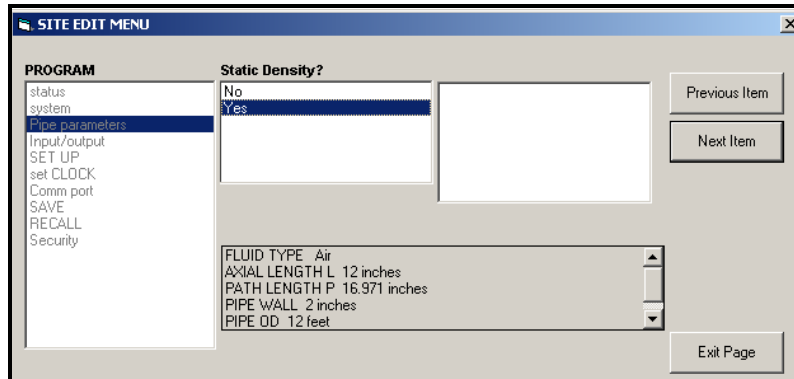 SITE EDIT MENU
PROGRAM
status
system
Pipe parameters
Input/output
SET UP
set CLOCK
Comm port
SAVE
RECALL
Security
Static Density?
No
Yes
FLUID TYPE Air
AXIAL LENGTH L 12 inches
PATH LENGTH P 16.971 inches
PIPE WALL 2 inches
PIPE OD 12 feet
Previous Item
Next Item
Exit Page